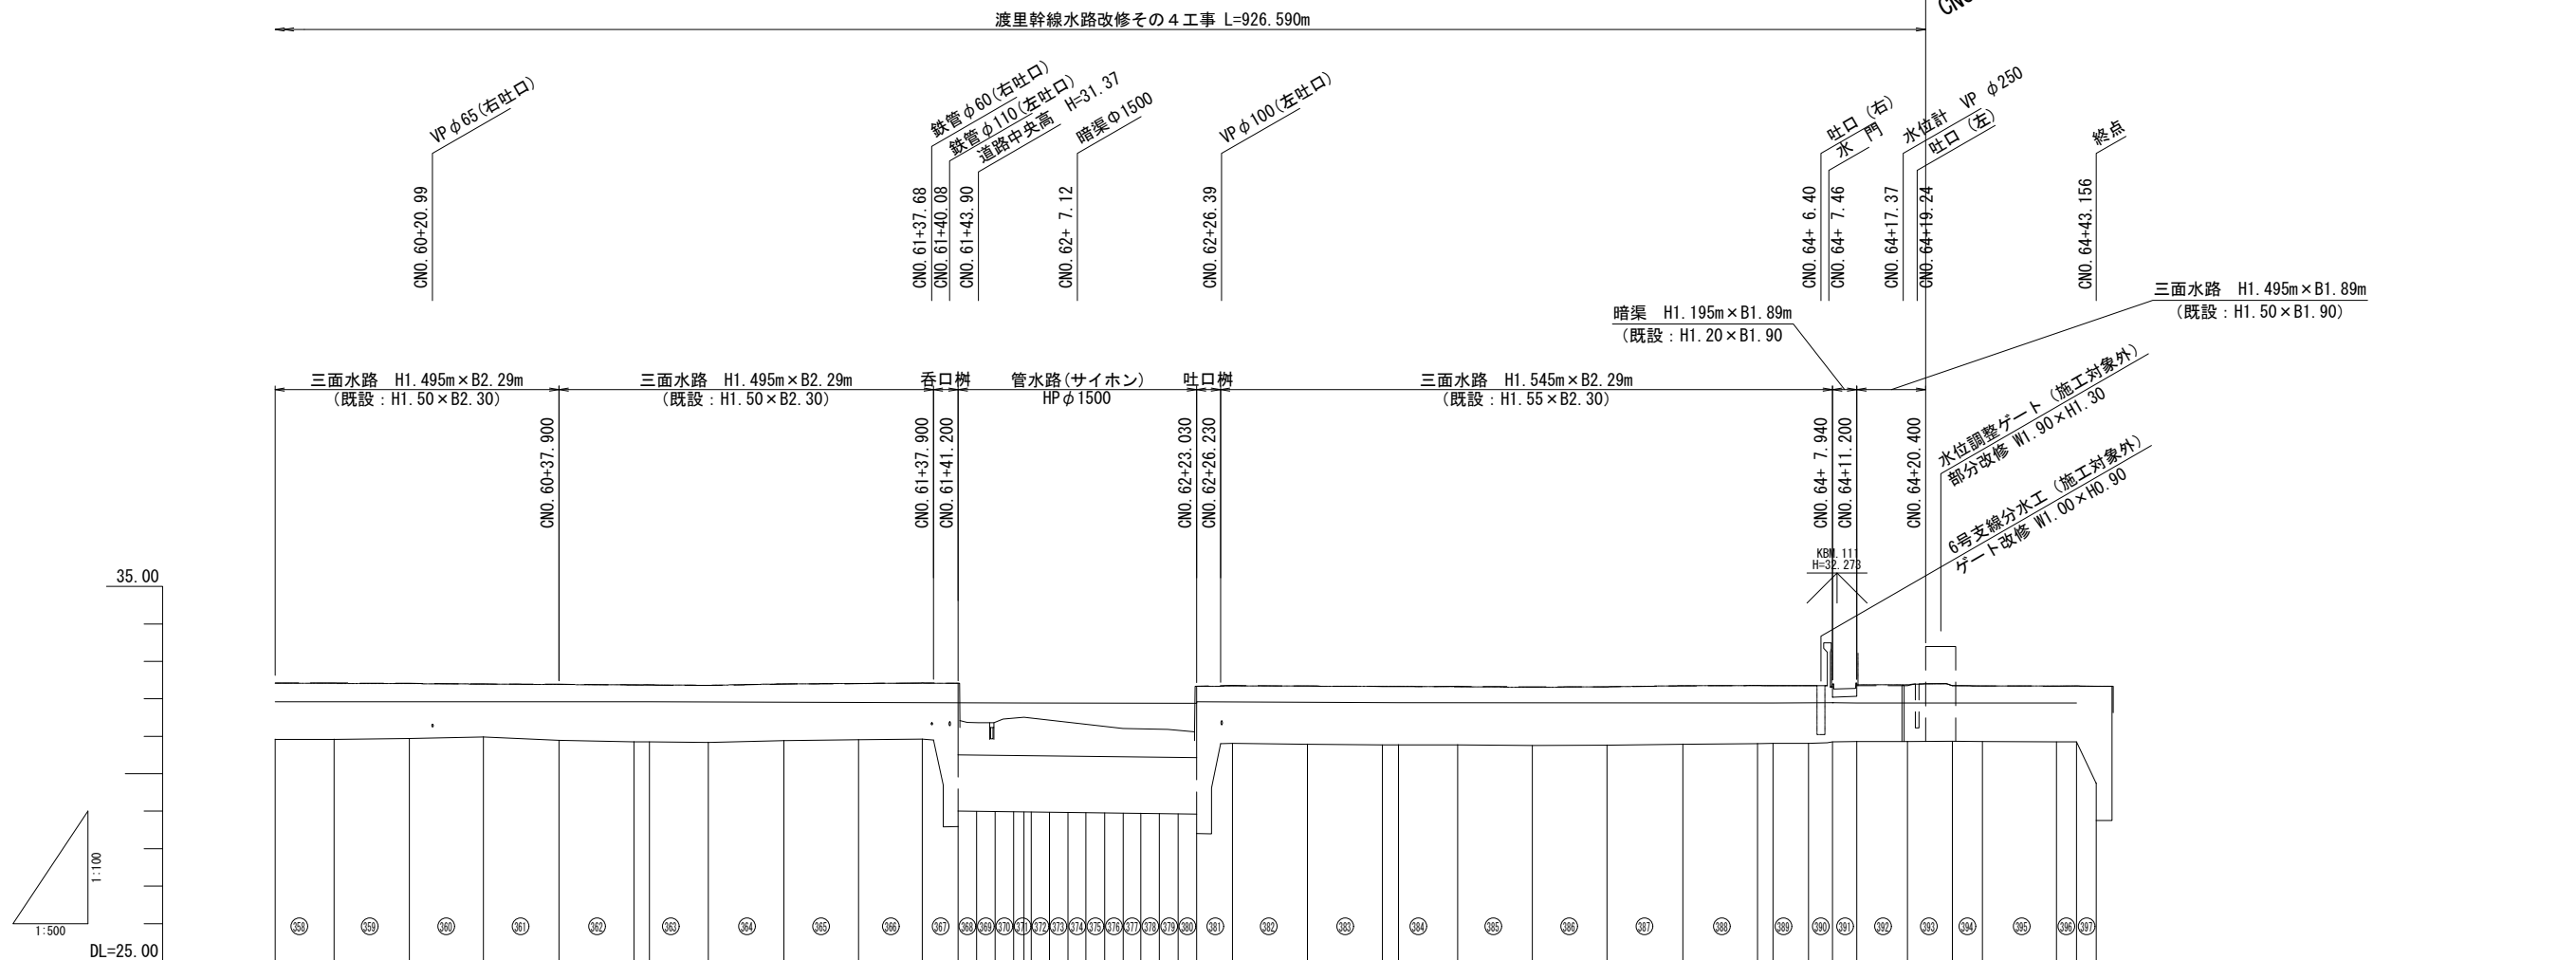 渡里幹線水路改修その4工事 L=926.590m
VPφ65(右吐口)
鉄管φ60(右吐口)
鉄管φ110(左吐口)
道路中央高 H=31.37
暗渠Φ1500
VPφ100(左吐口)
吐口 (右)
水 門
水位計 VP φ250
吐口 (左)
終点
CNO.60+20.99
CNO.61+37.68
CNO.61+40.08
CNO.61+43.90
CNO.62+ 7.12
CNO.62+26.39
CNO.64+ 6.40
CNO.64+ 7.46
CNO.64+17.37
CNO.64+19.24
CNO.64+43.156
三面水路 H1.495m×B1.89m
(既設:H1.50×B1.90)
暗渠 H1.195m×B1.89m
(既設:H1.20×B1.90
三面水路 H1.495m×B2.29m
(既設:H1.50×B2.30)
三面水路 H1.495m×B2.29m
(既設:H1.50×B2.30)
呑口桝
管水路(サイホン)
HPφ1500
吐口桝
三面水路 H1.545m×B2.29m
(既設:H1.55×B2.30)
CNO.60+37.900
CNO.61+37.900
CNO.61+41.200
CNO.62+23.030
CNO.62+26.230
CNO.64+ 7.940
CNO.64+11.200
CNO.64+20.400
水位調整ゲート (施工対象外)
部分改修 W1.90×H1.30
6号支線分水工 (施工対象外)
ゲート改修 W1.00×H0.90
KBM.111
H=32.273
35.00
1:100
1:500
DL=25.00
358 359 360 361 362 363 364 365 366 367 368 369 370 371 372 373 374 375 376 377 378 379 380 381 382 383 384 385 386 387 388 389 390 391 392 393 394 395 396 397